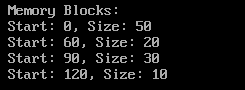 Memory Blocks:
Start: 0, Size: 50
Start: 60, Size: 20
Start: 90, Size: 30
Start: 120, Size: 10